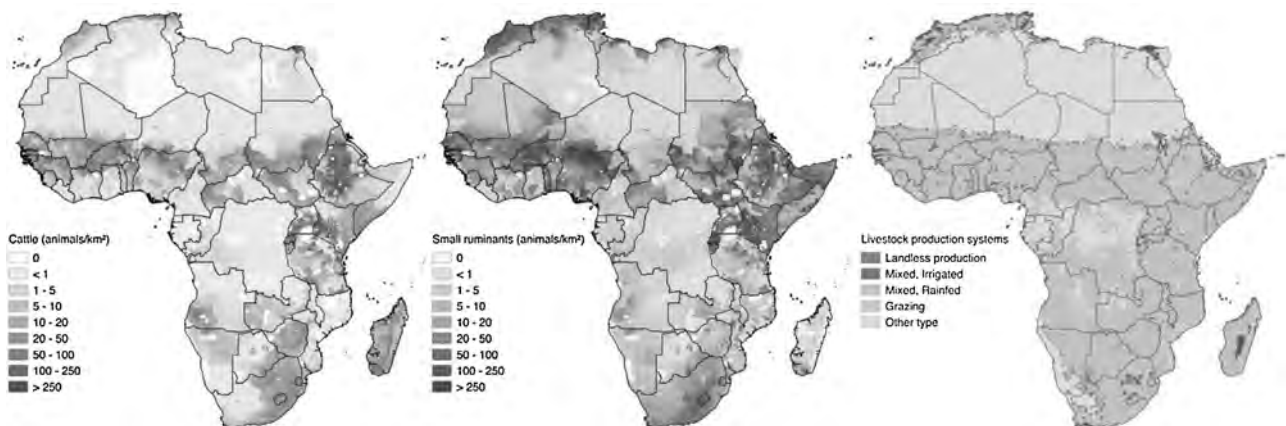 Cattle (animals/km²)
0
< 1
1 - 5
5 - 10
10 - 20
20 - 50
50 - 100
100 - 250
> 250
Small ruminants (animals/km²)
0
< 1
1 - 5
5 - 10
10 - 20
20 - 50
50 - 100
100 - 250
> 250
Livestock production systems
Landless production
Mixed, Irrigated
Mixed, Rainfed
Grazing
Other type